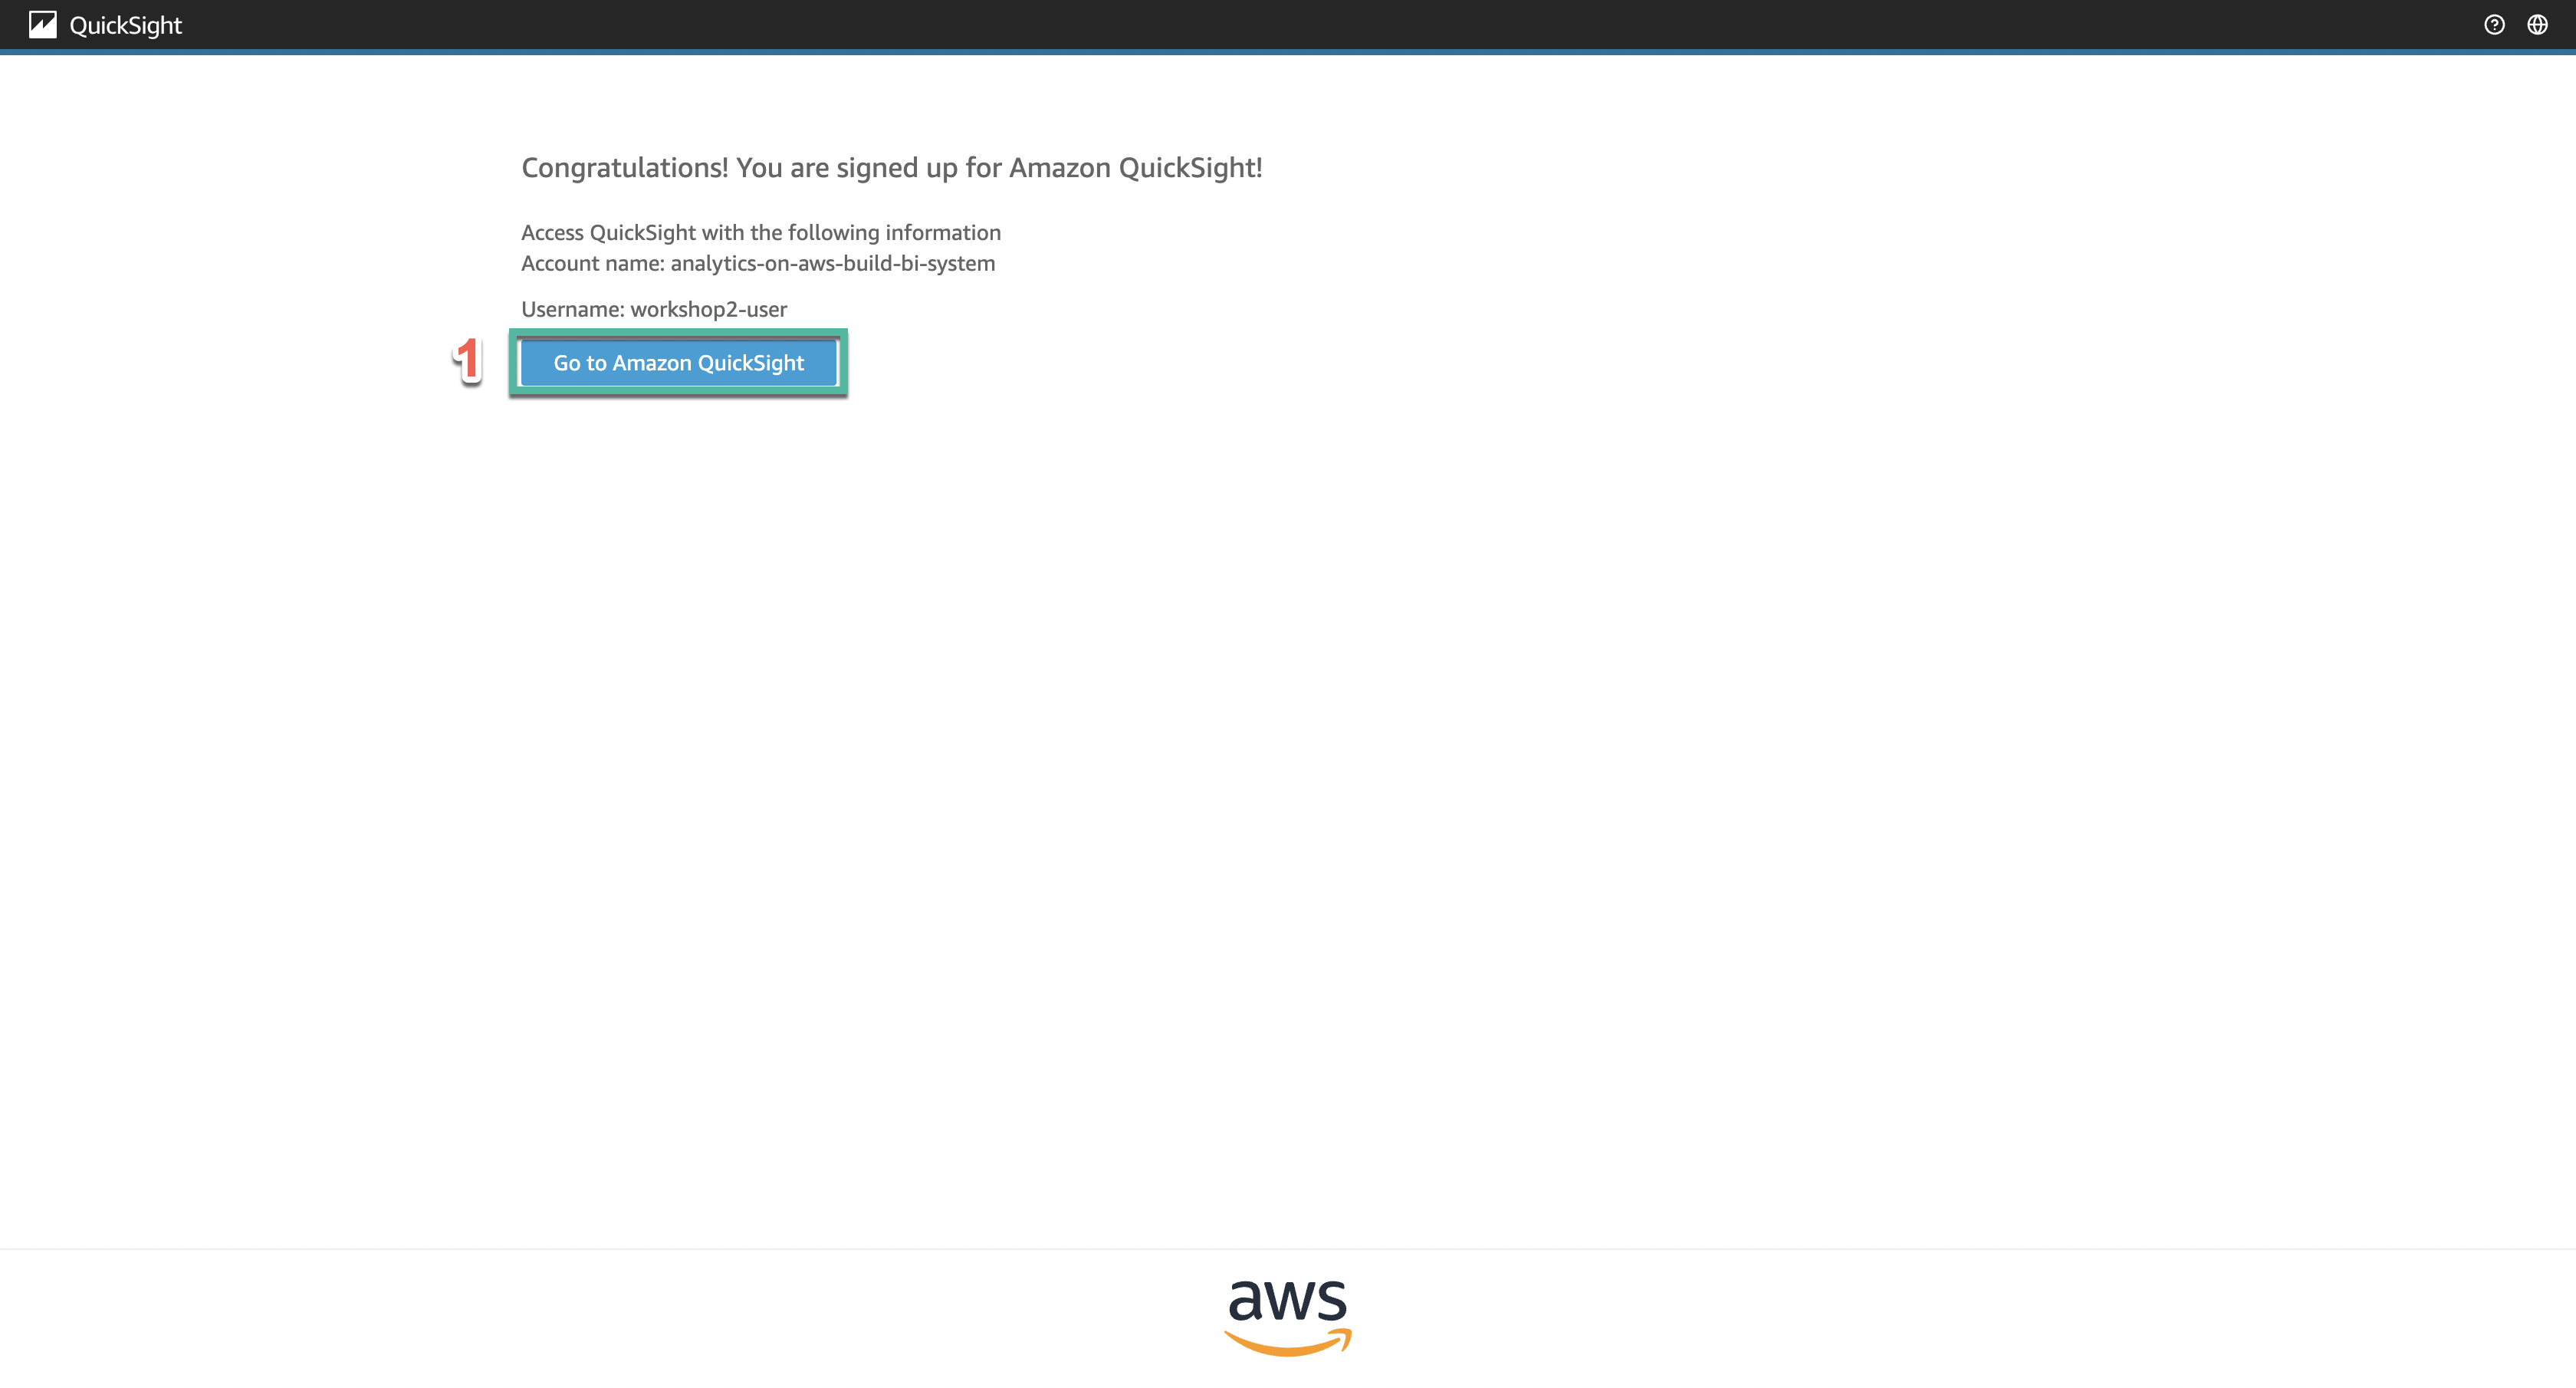 QuickSight
Congratulations! You are signed up for Amazon QuickSight!
Access QuickSight with the following information
Account name: analytics-on-aws-build-bi-system
Username: workshop2-user
1
Go to Amazon QuickSight
aws